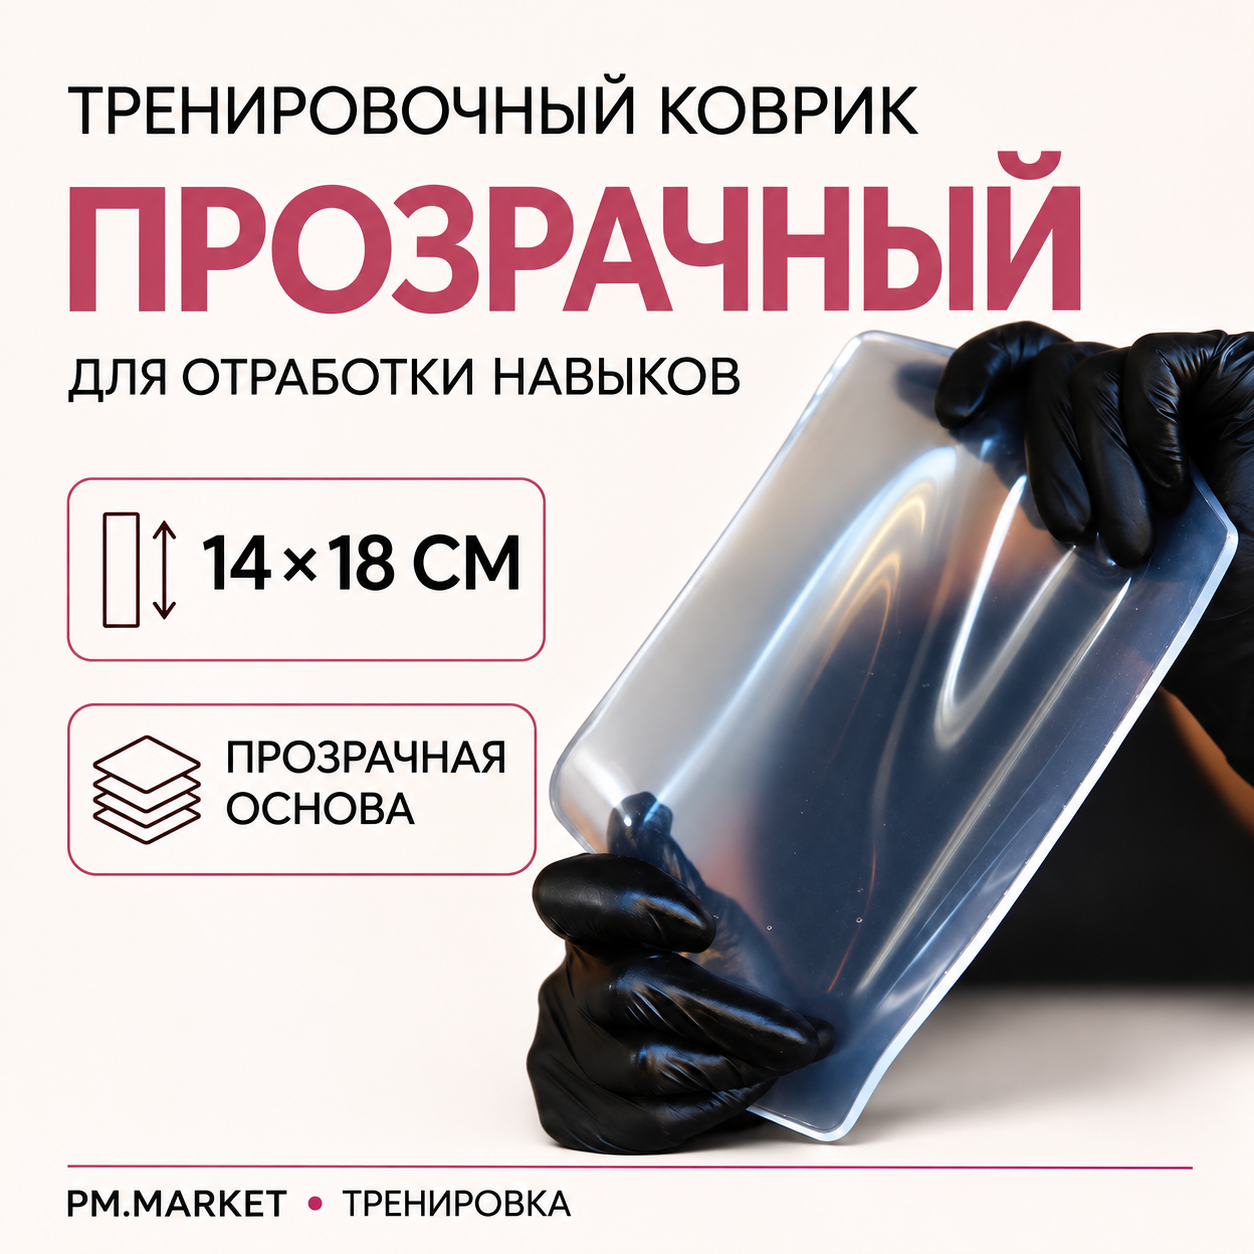 ТРЕНИРОВОЧНЫЙ КОВРИК
ПРОЗРАЧНЫЙ
ДЛЯ ОТРАБОТКИ НАВЫКОВ
14×18 СМ
ПРОЗРАЧНАЯ
ОСНОВА
PM.MARKET • ТРЕНИРОВКА